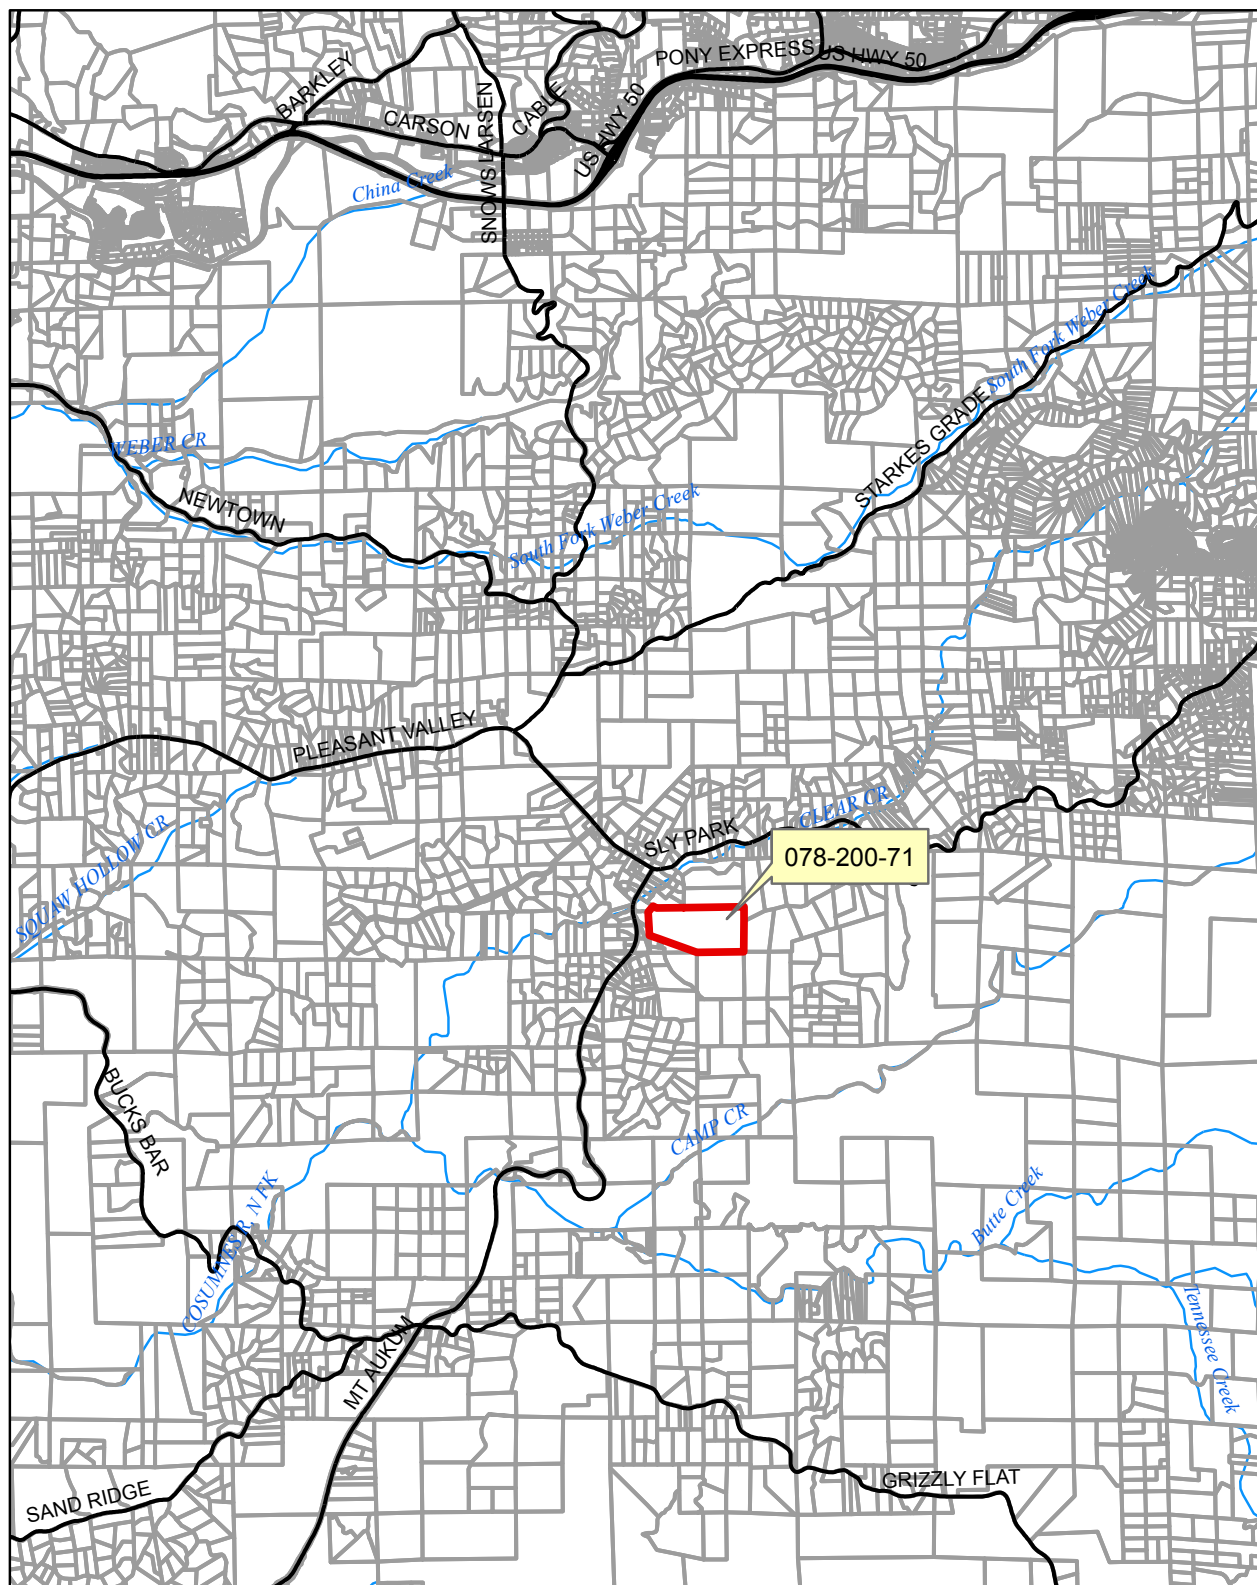 PONY EXPRESS
US HWY 50
BARKLEY
CARSON
CABLE
SNOWS LARSEN
US HWY 50
China Creek
South Fork Weber Creek
STARKES GRADE
WEBER CR
NEWTOWN
South Fork Weber Creek
PLEASANT VALLEY
CLEAR CR
SLY PARK
078-200-71
SQUAW HOLLOW CR
BUCKS BAR
CAMP CR
COSUMNES R. N FK
Butte Creek
Tennessee Creek
MT AUKUM
GRIZZLY FLAT
SAND RIDGE